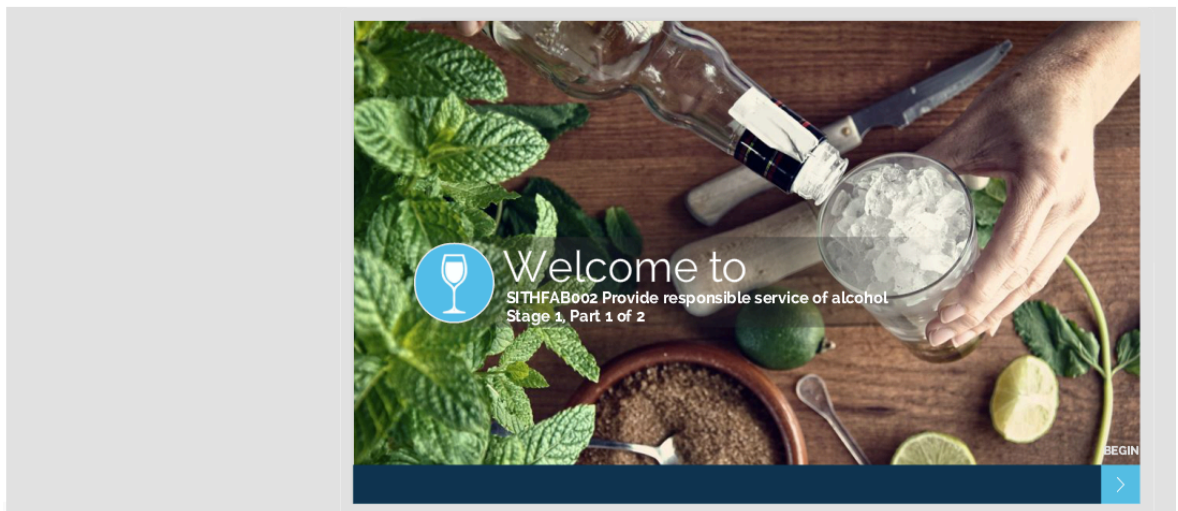 Welcome to
SITHFAB002 Provide responsible service of alcohol
Stage 1, Part 1 of 2
BEGIN